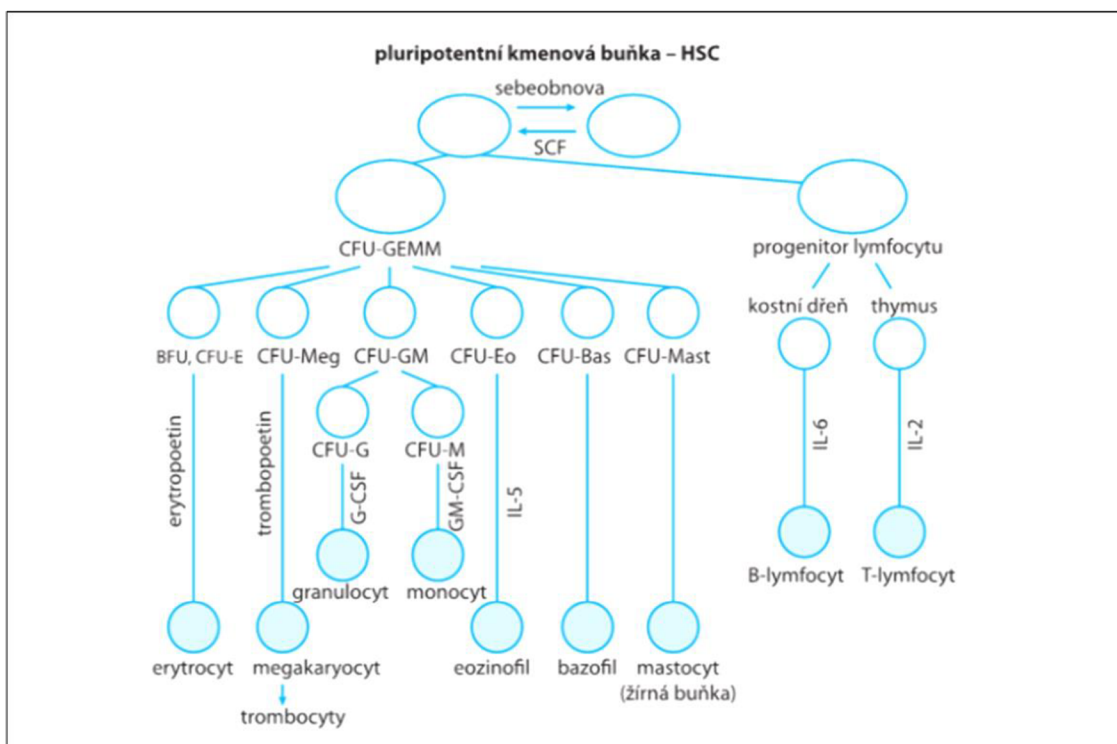 pluripotentní kmenová buňka – HSC
sebeobnova
SCF
CFU-GEMM
progenitor lymfocytu
kostní dřeň
thymus
BFU, CFU-E
CFU-Meg
CFU-GM
CFU-Eo
CFU-Bas
CFU-Mast
erytropoetin
trombopoetin
CFU-G
CFU-M
G-CSF
GM-CSF
IL-5
IL-6
IL-2
granulocyt
monocyt
B-lymfocyt
T-lymfocyt
erytrocyt
megakaryocyt
eozinofil
bazofil
mastocyt
(žírná buňka)
trombocyty